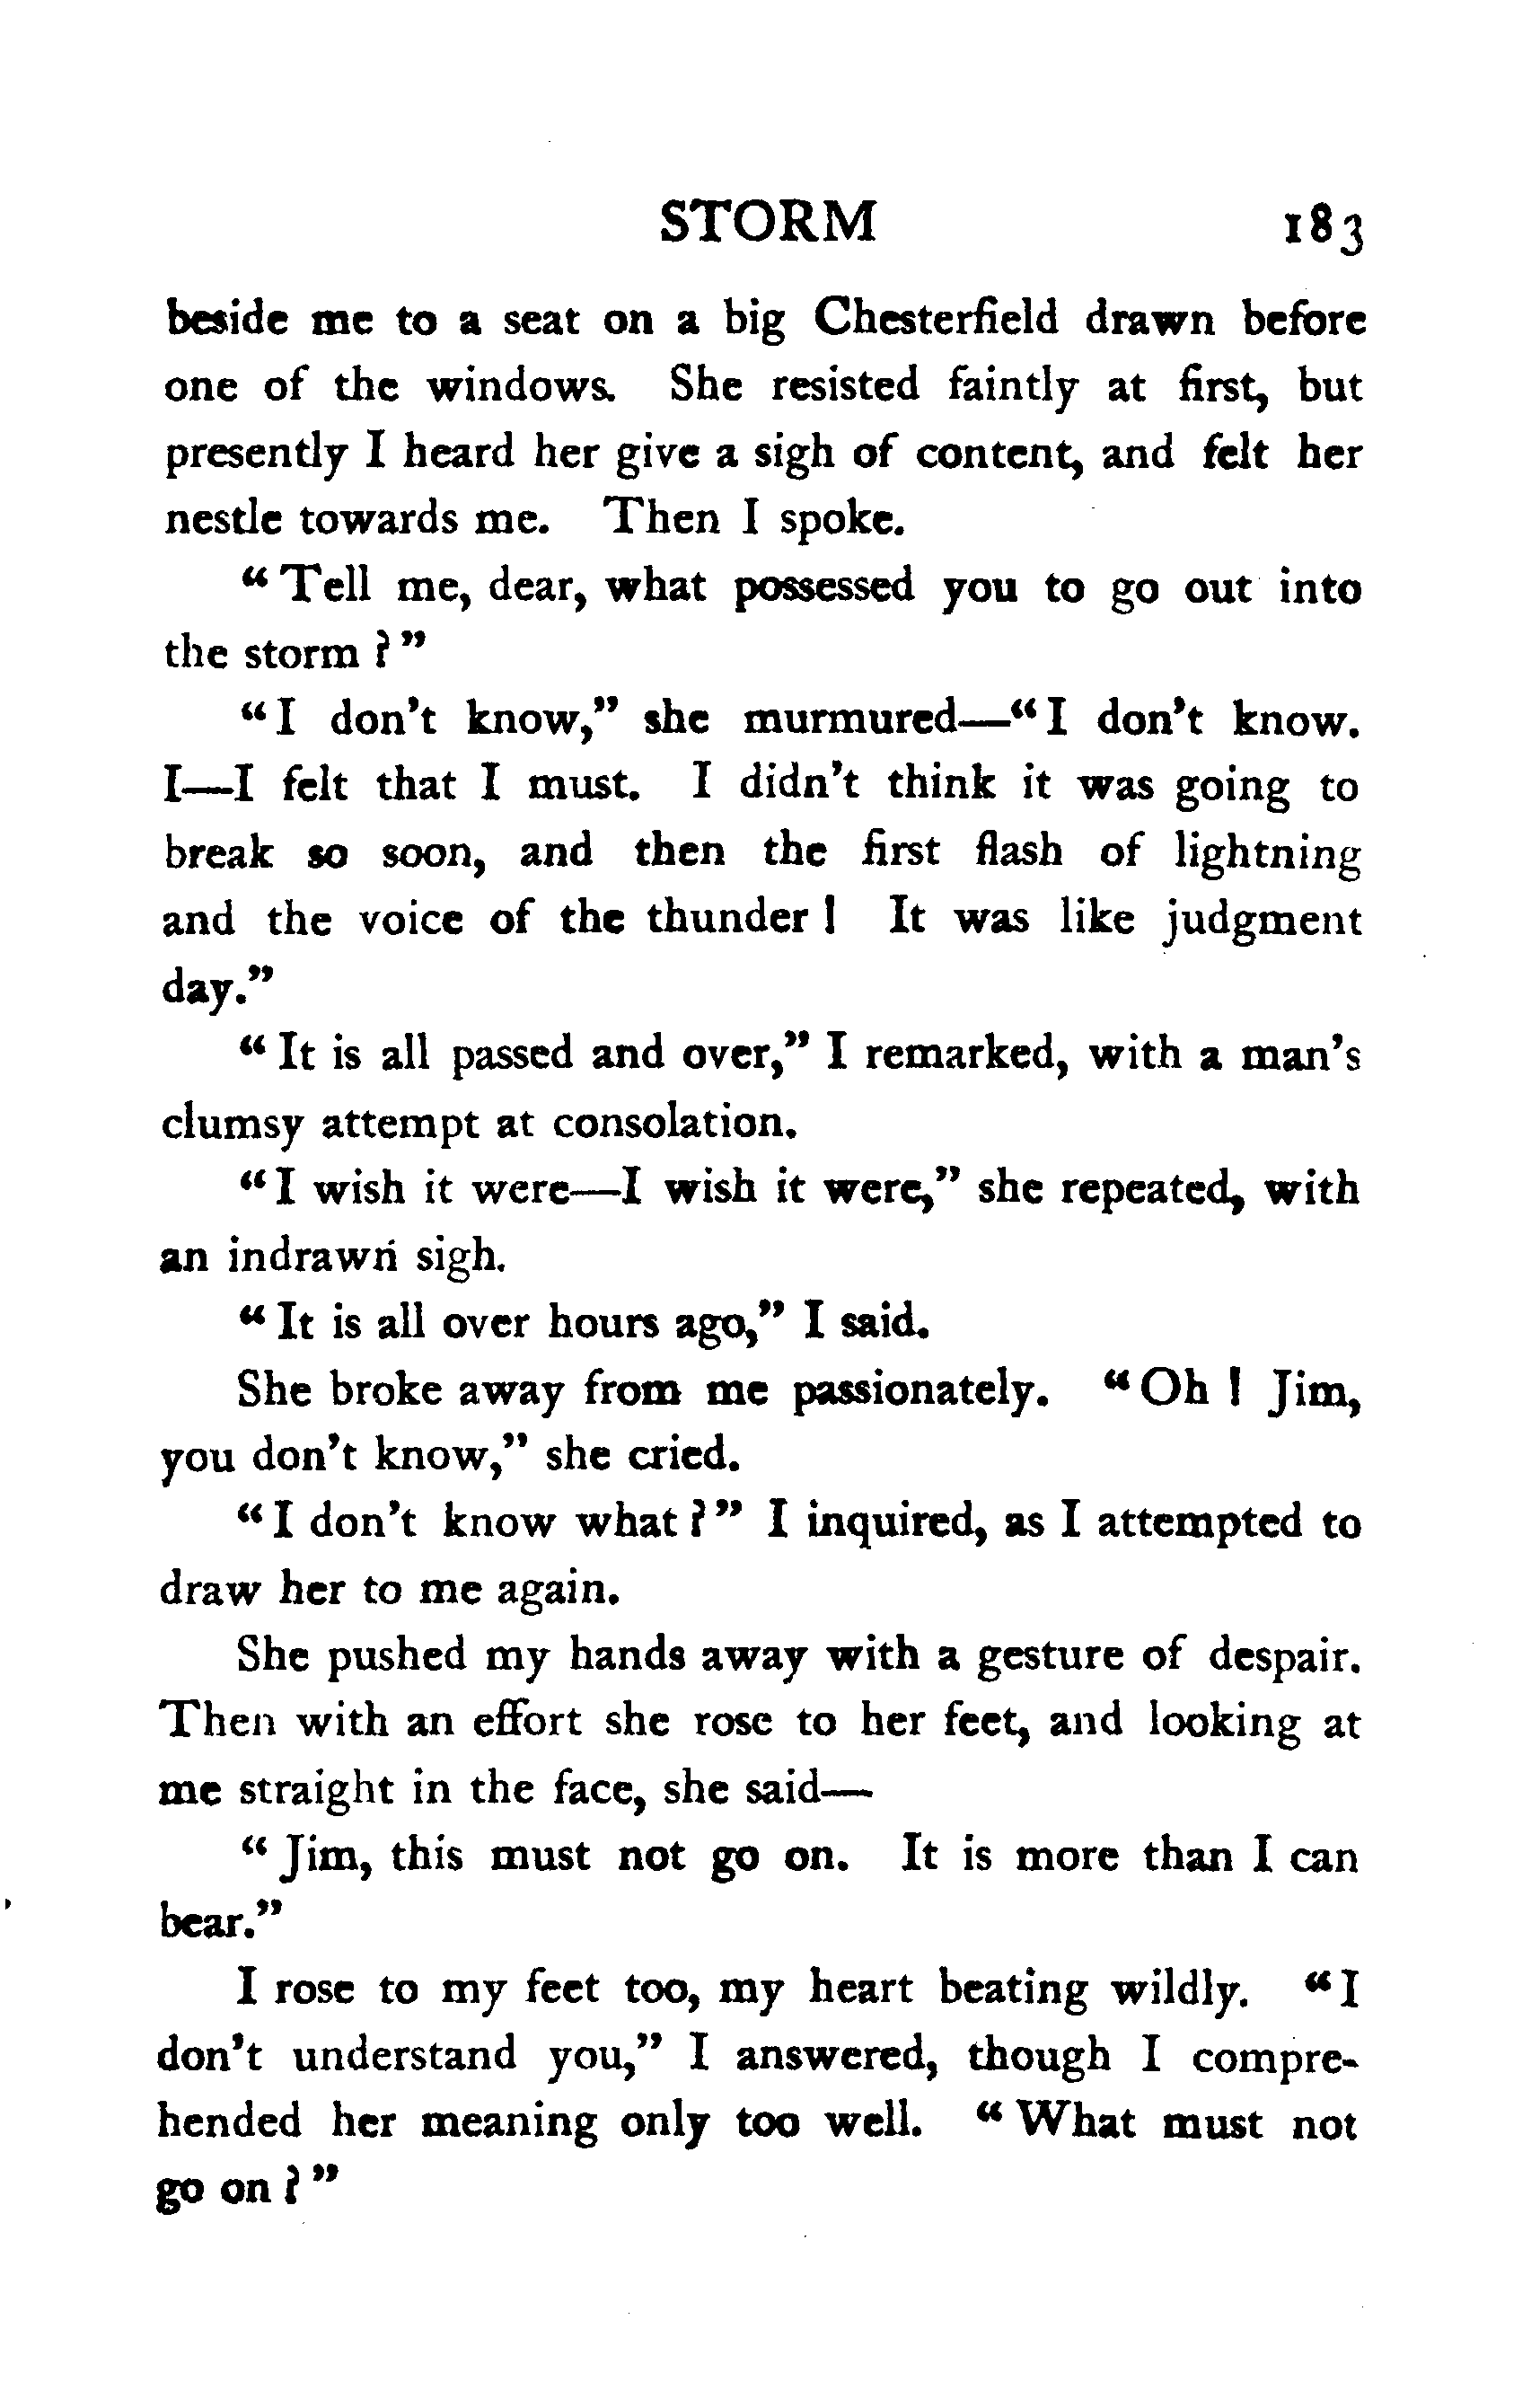 STORM 183
beside me to a seat on a big Chesterfield drawn before
one of the windows. She resisted faintly at first, but
presently I heard her give a sigh of content, and felt her
nestle towards me. Then I spoke.
"Tell me, dear, what possessed you to go out into
the storm?"
"I don't know," she murmured—"I don't know.
I—I felt that I must. I didn't think it was going to
break so soon, and then the first flash of lightning
and the voice of the thunder! It was like judgment
day."
"It is all passed and over," I remarked, with a man's
clumsy attempt at consolation.
"I wish it were—I wish it were," she repeated, with
an indrawn sigh.
"It is all over hours ago," I said.
She broke away from me passionately. "Oh! Jim,
you don't know," she cried.
"I don't know what?" I inquired, as I attempted to
draw her to me again.
She pushed my hands away with a gesture of despair.
Then with an effort she rose to her feet, and looking at
me straight in the face, she said—
"Jim, this must not go on. It is more than I can
bear."
I rose to my feet too, my heart beating wildly. "I
don't understand you," I answered, though I compre-
hended her meaning only too well. "What must not
go on?"